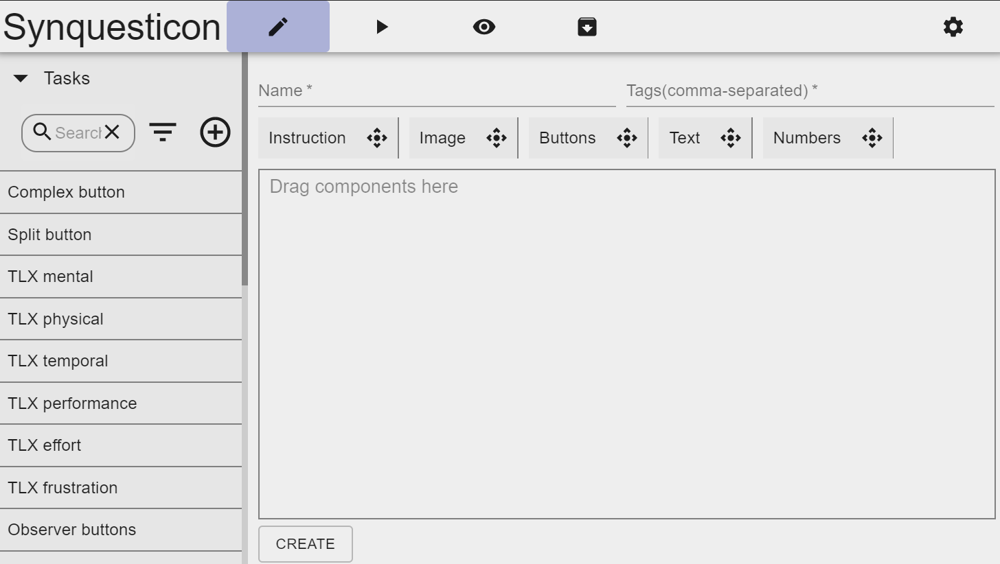 Synquesticon
Tasks
Search
Complex button
Split button
TLX mental
TLX physical
TLX temporal
TLX performance
TLX effort
TLX frustration
Observer buttons
Name *
Tags(comma-separated) *
Instruction
Image
Buttons
Text
Numbers
Drag components here
CREATE